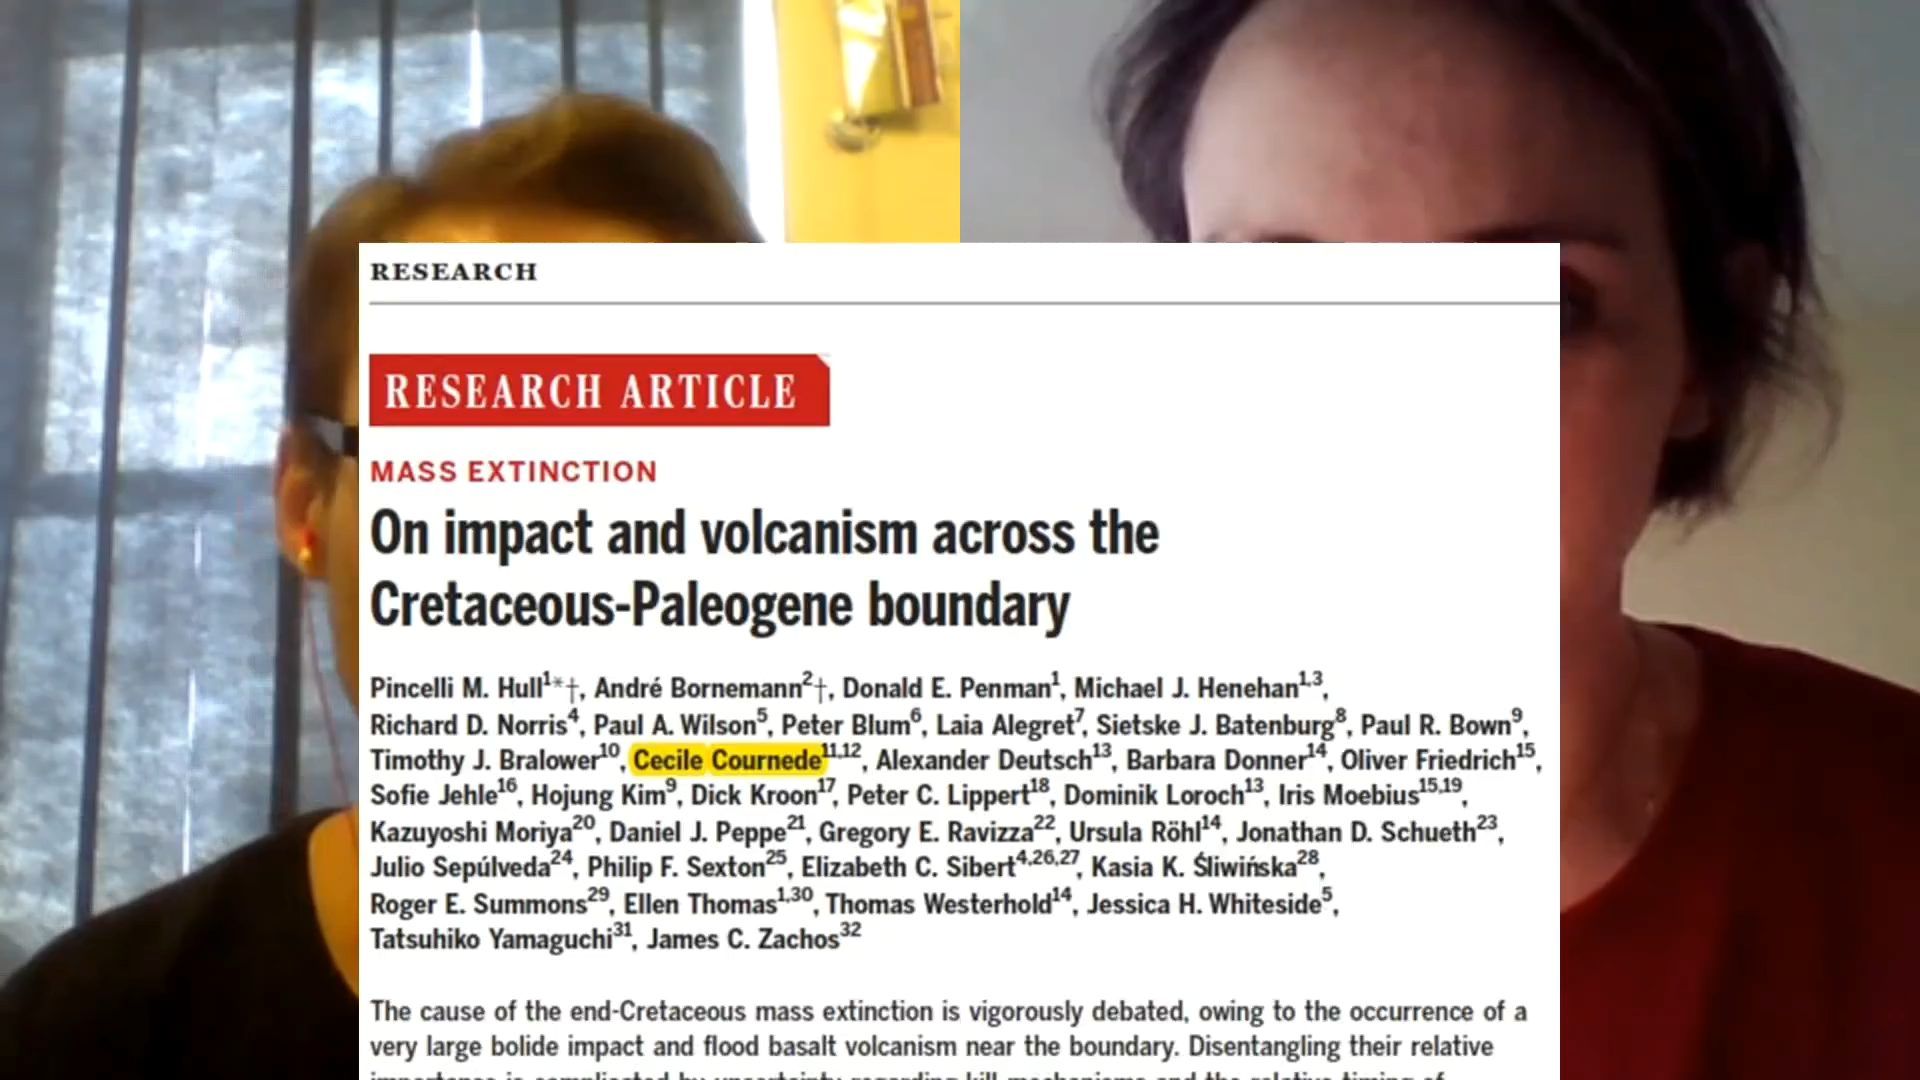 RESEARCH
RESEARCH ARTICLE
MASS EXTINCTION
On impact and volcanism across the
Cretaceous-Paleogene boundary
Pincelli M. Hull1*†, André Bornemann2†, Donald E. Penman1, Michael J. Henehan1,3,
Richard D. Norris4, Paul A. Wilson5, Peter Blum6, Laia Alegret7, Sietske J. Batenburg8, Paul R. Bown9,
Timothy J. Bralower10, Cecile Cournede11,12, Alexander Deutsch13, Barbara Donner14, Oliver Friedrich15,
Sofie Jehle16, Hojung Kim9, Dick Kroon17, Peter C. Lippert18, Dominik Loroch13, Iris Moebius15,19,
Kazuyoshi Moriya20, Daniel J. Peppe21, Gregory E. Ravizza22, Ursula Röhl14, Jonathan D. Schueth23,
Julio Sepúlveda24, Philip F. Sexton25, Elizabeth C. Sibert4,26,27, Kasia K. Śliwińska28,
Roger E. Summons29, Ellen Thomas1,30, Thomas Westerhold14, Jessica H. Whiteside5,
Tatsuhiko Yamaguchi31, James C. Zachos32
The cause of the end-Cretaceous mass extinction is vigorously debated, owing to the occurrence of a
very large bolide impact and flood basalt volcanism near the boundary. Disentangling their relative